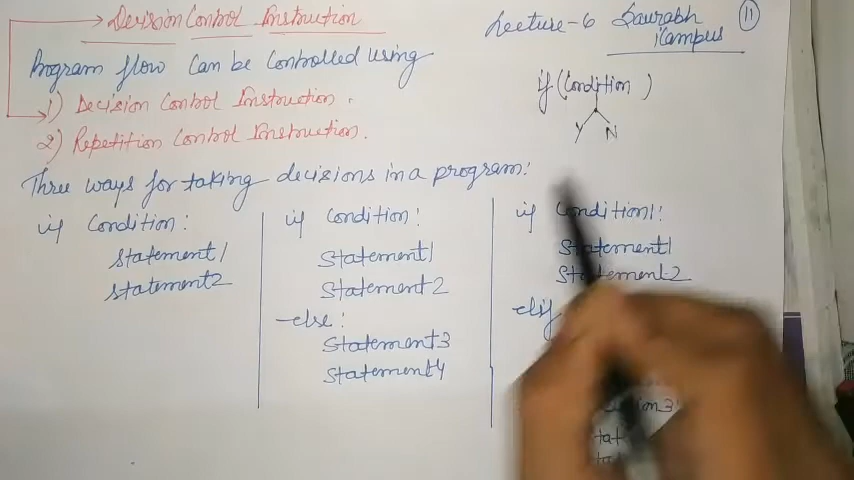 Decision Control Instruction
Lecture-6 Saurabh
iCampus
11
Program flow can be controlled using
1) Decision Control Instruction.
2) Repetition Control Instruction.
if (Condition )
Y N
Three ways for taking decisions in a program:
if Condition:
statement1
statement2
if Condition:
Statement1
Statement2
else:
Statement3
Statement4
if Condition1:
Statement1
Statement2
elif